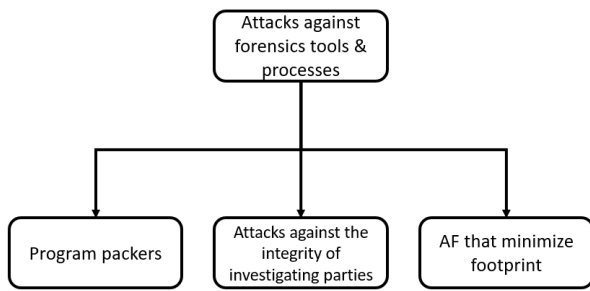 Attacks against
forensics tools &
processes
Program packers
Attacks against the
integrity of
investigating parties
AF that minimize
footprint